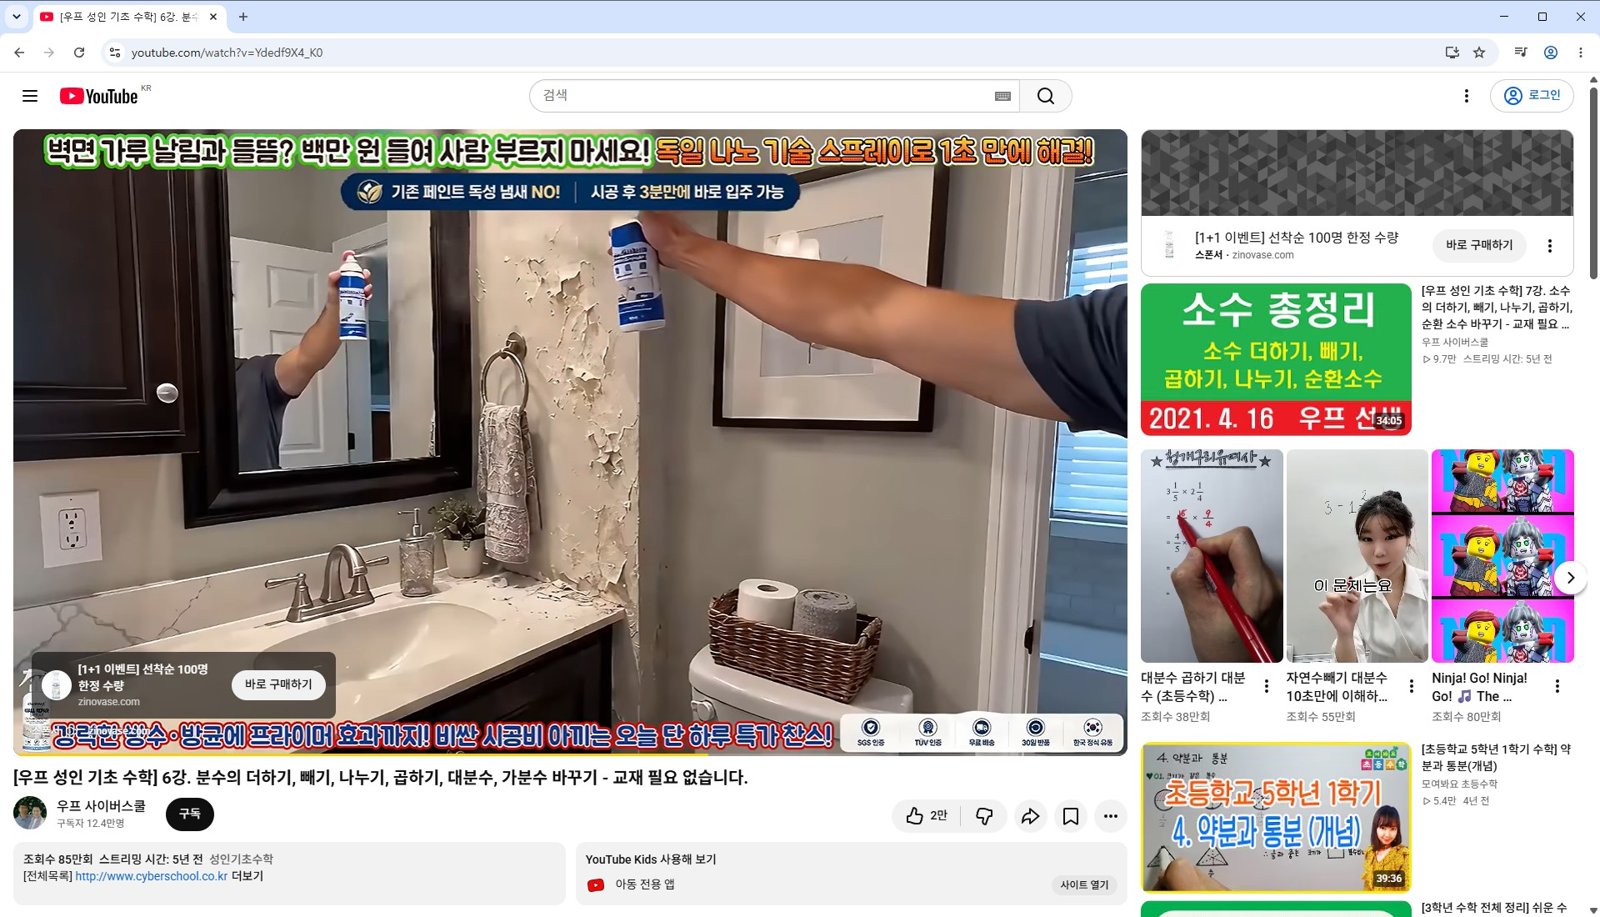 [우프 성인 기초 수학] 6강. 분수
youtube.com/watch?v=Ydedf9X4_K0
YouTube KR
검색
로그인
벽면 가루 날림과 들뜸? 백만 원 들여 사람 부르지 마세요! 독일 나노 기술 스프레이로 1초 만에 해결!
기존 페인트 독성 냄새 NO! | 시공 후 3분만에 바로 입주 가능
[1+1 이벤트] 선착순 100명
한정 수량
zinovase.com
바로 구매하기
방균에 프라이머 효과까지! 비싼 시공비 아끼는 오늘 단 하루 특가 찬스!
SGS 인증
TÜV 인증
무료 배송
30일 반품
한국 정식 유통
[우프 성인 기초 수학] 6강. 분수의 더하기, 빼기, 나누기, 곱하기, 대분수, 가분수 바꾸기 - 교재 필요 없습니다.
우프 사이버스쿨
구독자 12.4만명
구독
2만
조회수 85만회 스트리밍 시간: 5년 전 성인기초수학
[전체목록] http://www.cyberschool.co.kr 더보기
YouTube Kids 사용해 보기
아동 전용 앱
사이트 열기
[1+1 이벤트] 선착순 100명 한정 수량
스폰서 · zinovase.com
바로 구매하기
소수 총정리
소수 더하기, 빼기,
곱하기, 나누기, 순환소수
2021. 4. 16 우프 선생
34:05
[우프 성인 기초 수학] 7강. 소수
의 더하기, 빼기, 나누기, 곱하기,
순환 소수 바꾸기 - 교재 필요 ...
우프 사이버스쿨
9.7만 스트리밍 시간: 5년 전
★청개구리유여사★
3 1/5 × 2 1/4
이 문제는요
대분수 곱하기 대분
수 (초등수학) ...
조회수 38만회
자연수빼기 대분수
10초만에 이해하...
조회수 55만회
Ninja! Go! Ninja!
Go! 🎵 The ...
조회수 80만회
4. 약분과 통분
초등수학
초등학교 5학년 1학기
4. 약분과 통분 (개념)
39:36
[초등학교 5학년 1학기 수학] 약
분과 통분(개념)
모여봐요 초등수학
5.4만 4년 전
[3학년 수학 전체 정리] 쉬운 수